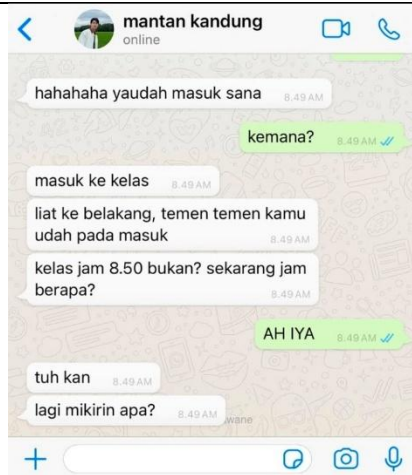 mantan kandung
online
hahahaha yaudah masuk sana 8.49 AM
kemana? 8.49 AM
masuk ke kelas 8.49 AM
liat ke belakang, temen temen kamu
udah pada masuk 8.49 AM
kelas jam 8.50 bukan? sekarang jam
berapa? 8.49 AM
AH IYA 8.49 AM
tuh kan 8.49 AM
lagi mikirin apa? 8.49 AM